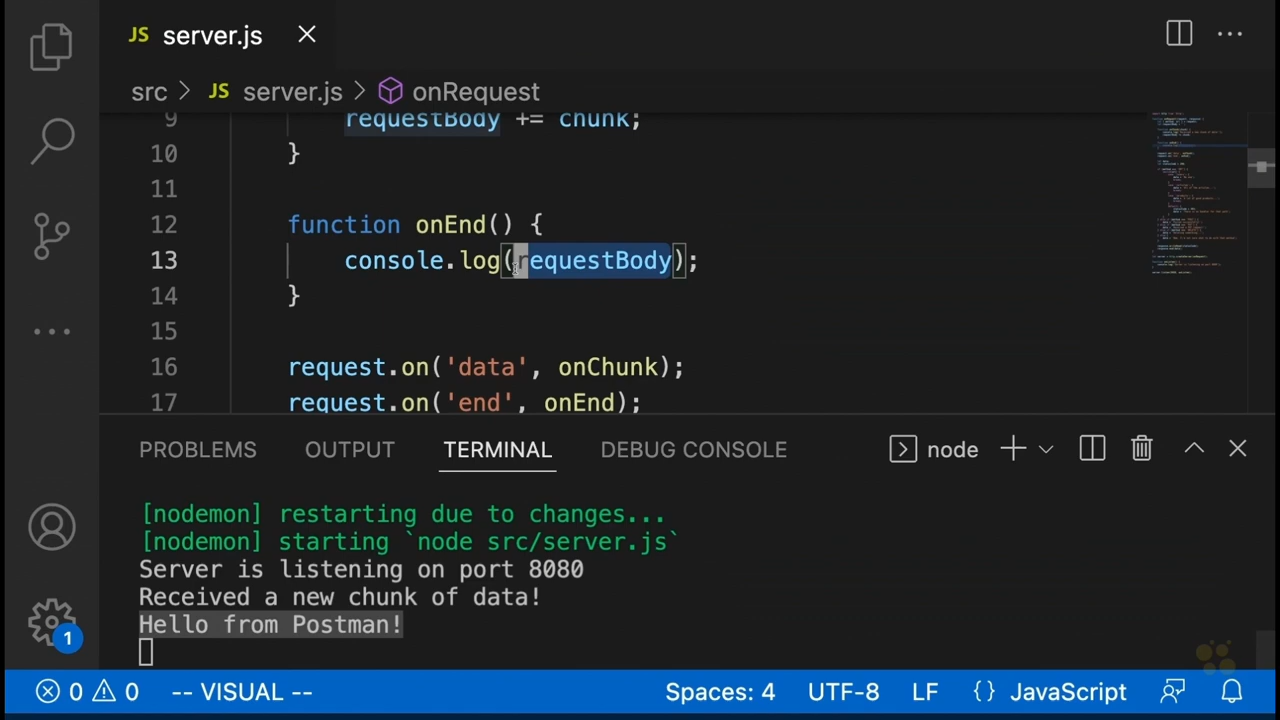 JS server.js
src > JS server.js > onRequest
9 requestBody += chunk;
10 }
11
12 function onEnd() {
13 console.log(requestBody);
14 }
15
16 request.on('data', onChunk);
17 request.on('end', onEnd);
PROBLEMS OUTPUT TERMINAL DEBUG CONSOLE node
[nodemon] restarting due to changes...
[nodemon] starting `node src/server.js`
Server is listening on port 8080
Received a new chunk of data!
Hello from Postman!
1
0 0 -- VISUAL -- Spaces: 4 UTF-8 LF {} JavaScript